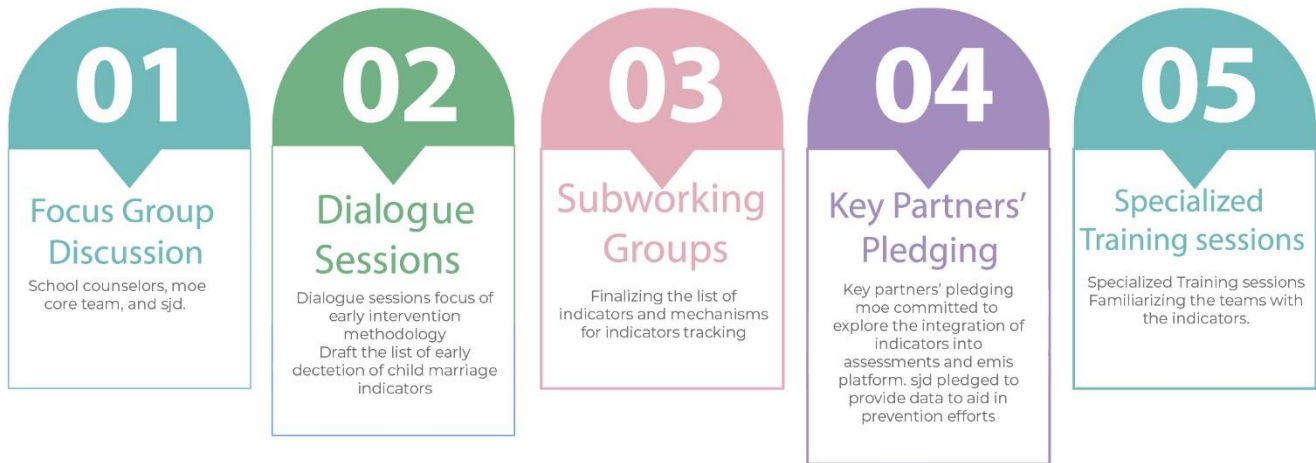 01
Focus Group
Discussion
School counselors, moe
core team, and sjd.
02
Dialogue
Sessions
Dialogue sessions focus of
early intervention
methodology
Draft the list of early
dectetion of child marriage
indicators
03
Subworking
Groups
Finalizing the list of
indicators and mechanisms
for indicators tracking
04
Key Partners’
Pledging
Key partners’ pledging
moe committed to
explore the integration of
indicators into
assessments and emis
platform. sjd pledged to
provide data to aid in
prevention efforts
05
Specialized
Training sessions
Specialized Training sessions
Familiarizing the teams with
the indicators.